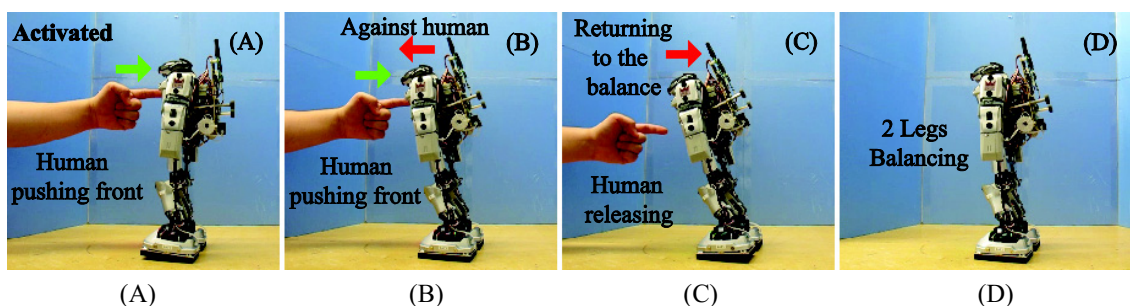 Activated
(A)
Human
pushing front
Against human
(B)
Human
pushing front
Returning
to the
balance
(C)
Human
releasing
(D)
2 Legs
Balancing
(A)
(B)
(C)
(D)